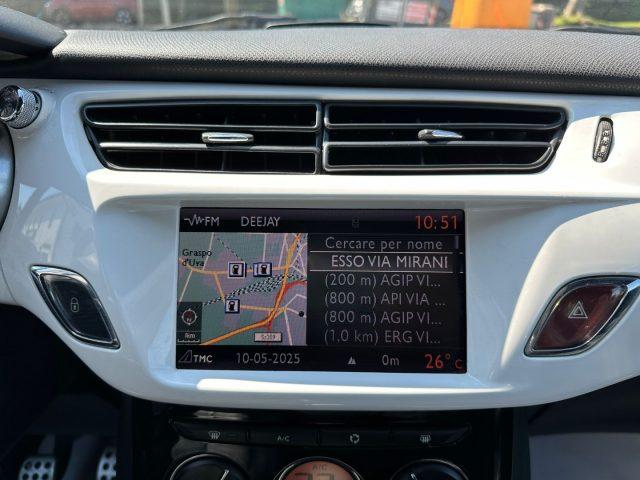 FM DEEJAY 10:51
Graspo
d'Uva
Cercare per nome
ESSO VIA MIRANI
(200 m) AGIP VI...
(800 m) API VIA ...
(800 m) AGIP VI...
(1,0 km) ERG VI...
TMC 10-05-2025 0m 26°C
A/C
A/C